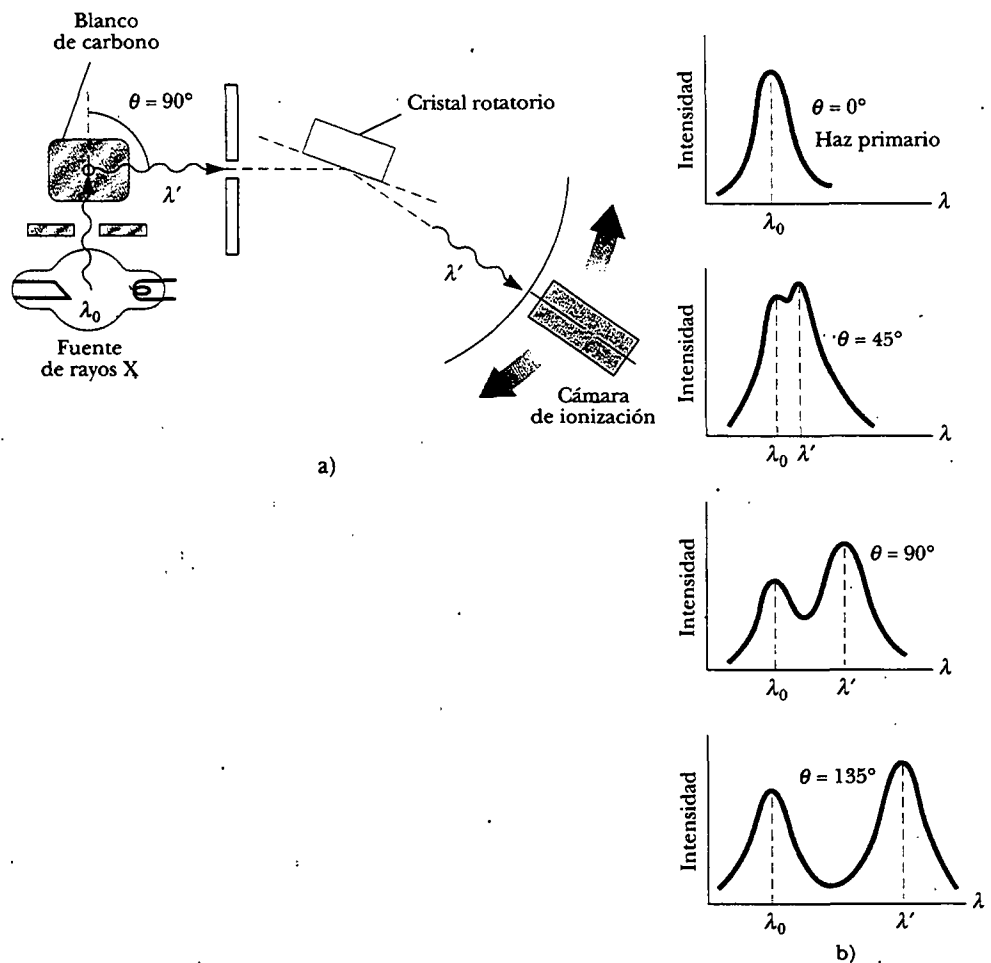 Blanco
de carbono
θ = 90°
λ′
Cristal rotatorio
λ′
λ₀
Fuente
de rayos X
Cámara
de ionización
a)
Intensidad
θ = 0°
Haz primario
λ₀
λ
Intensidad
θ = 45°
λ₀ λ′
λ
Intensidad
θ = 90°
λ₀ λ′
λ
Intensidad
θ = 135°
λ₀ λ′
λ
b)